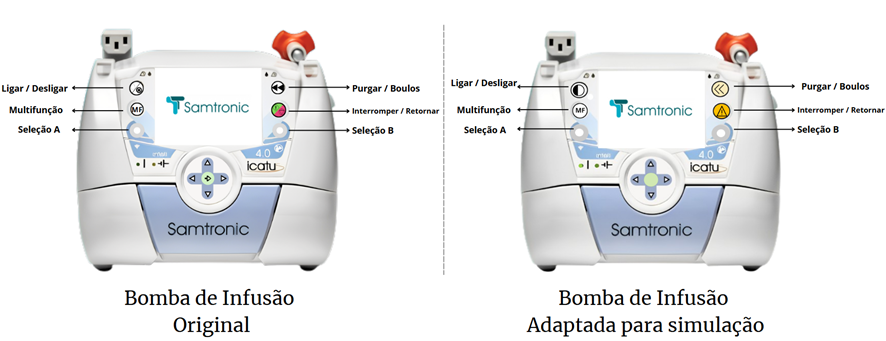 Ligar / Desligar
Multifunção
Seleção A
MF
Samtronic
Purgar / Boulos
Interromper / Retornar
Seleção B
4.0
icatu
Samtronic
Bomba de Infusão
Original
Ligar / Desligar
Multifunção
Seleção A
MF
Samtronic
Purgar / Boulos
Interromper / Retornar
Seleção B
4.0
icatu
Samtronic
Bomba de Infusão
Adaptada para simulação